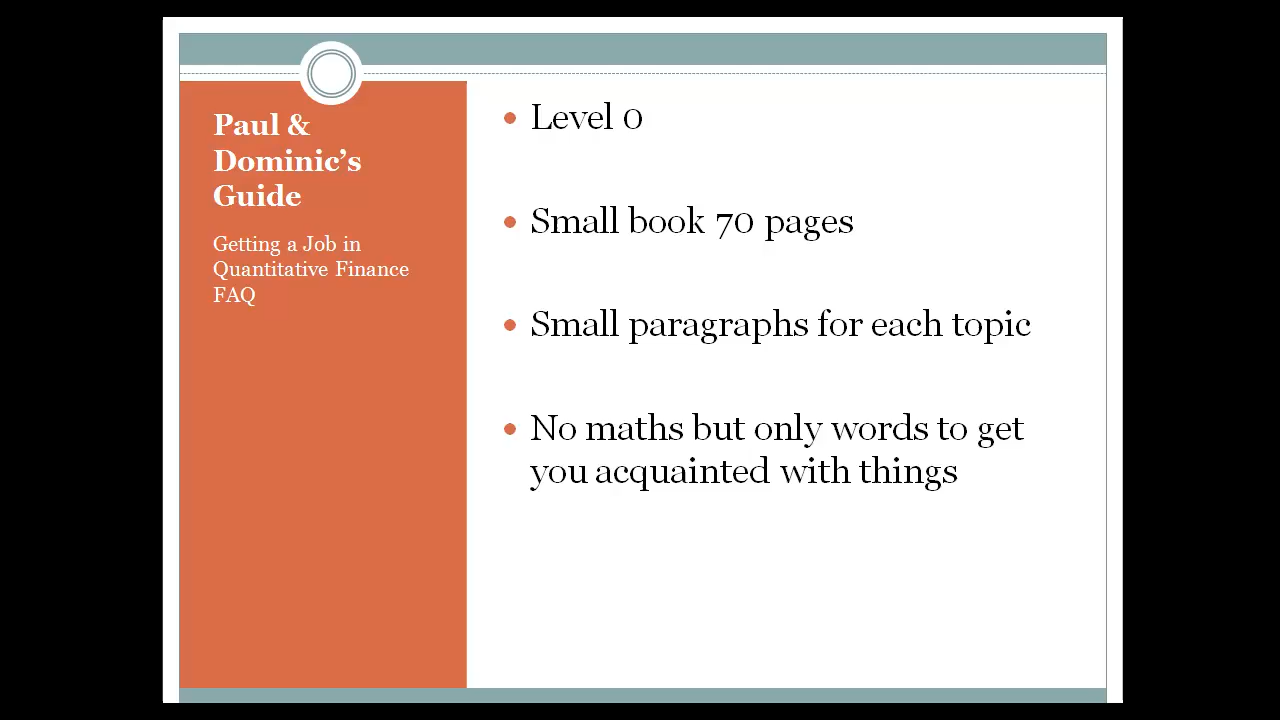 Paul &
Dominic's
Guide
Getting a Job in
Quantitative Finance
FAQ
• Level 0
• Small book 70 pages
• Small paragraphs for each topic
• No maths but only words to get
you acquainted with things